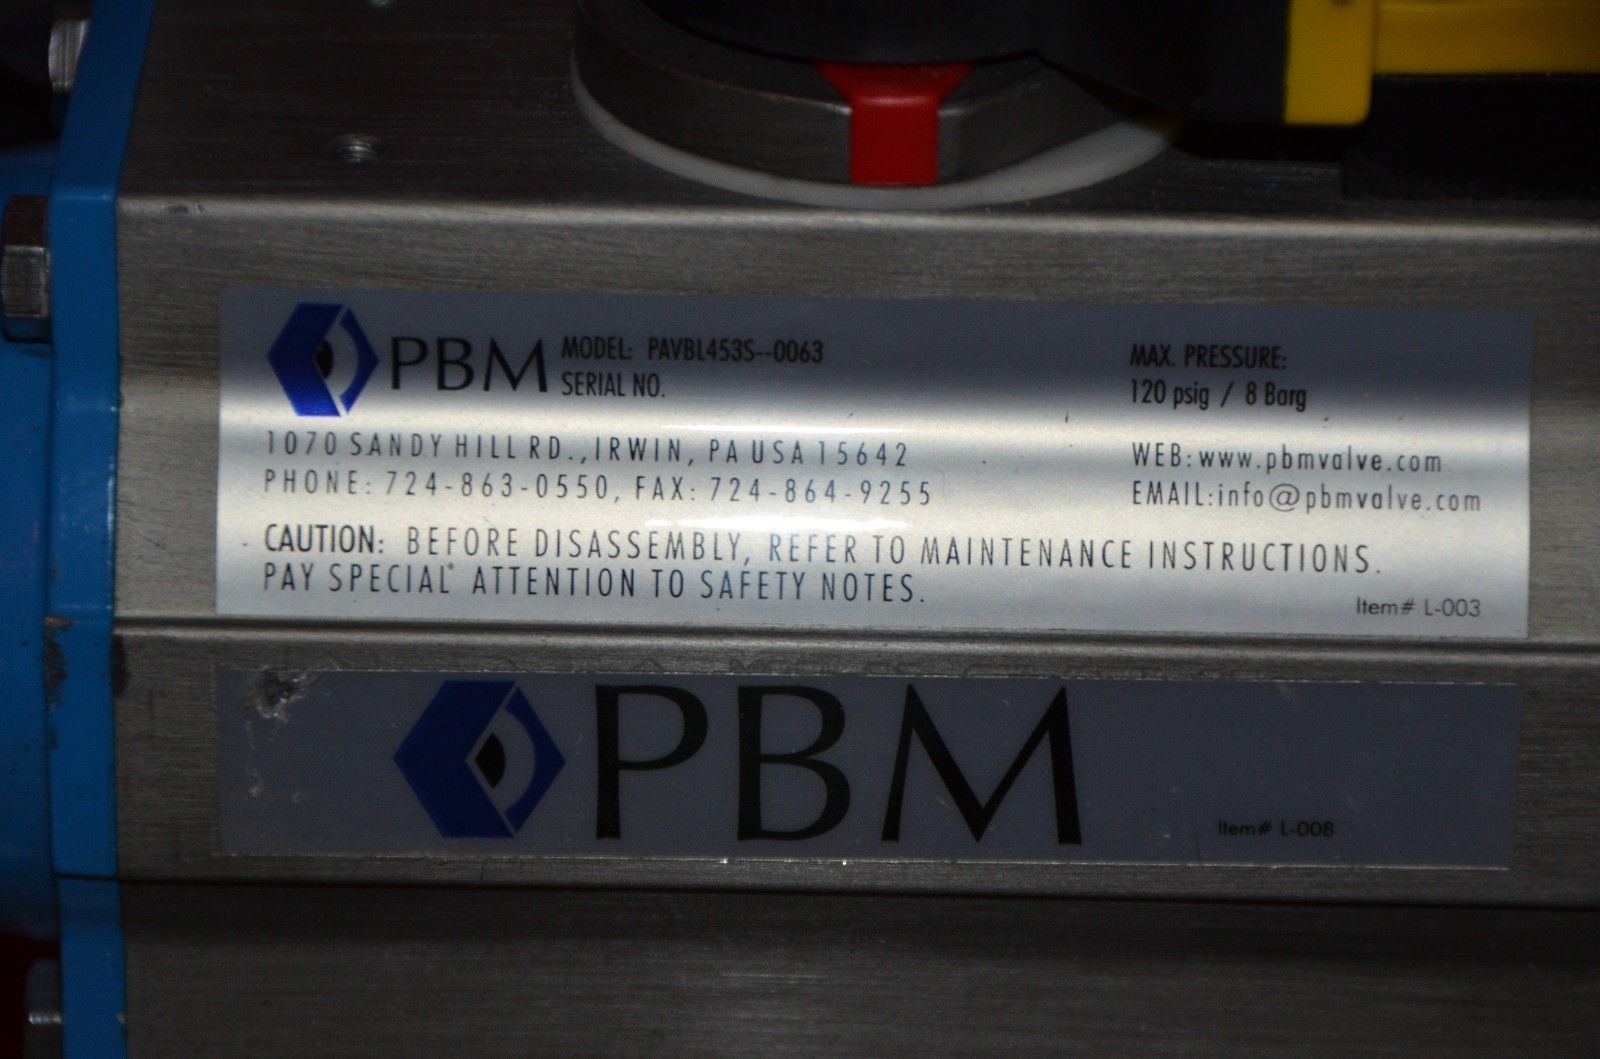 PBM
MODEL: PAVBL453S--0063
SERIAL NO.
MAX. PRESSURE:
120 psig / 8 Barg
1070 SANDY HILL RD., IRWIN, PA USA 15642
PHONE: 724-863-0550, FAX: 724-864-9255
WEB: www.pbmvalve.com
EMAIL: info@pbmvalve.com
CAUTION: BEFORE DISASSEMBLY, REFER TO MAINTENANCE INSTRUCTIONS.
PAY SPECIAL ATTENTION TO SAFETY NOTES.
Item# L-003
PBM
Item# L-008